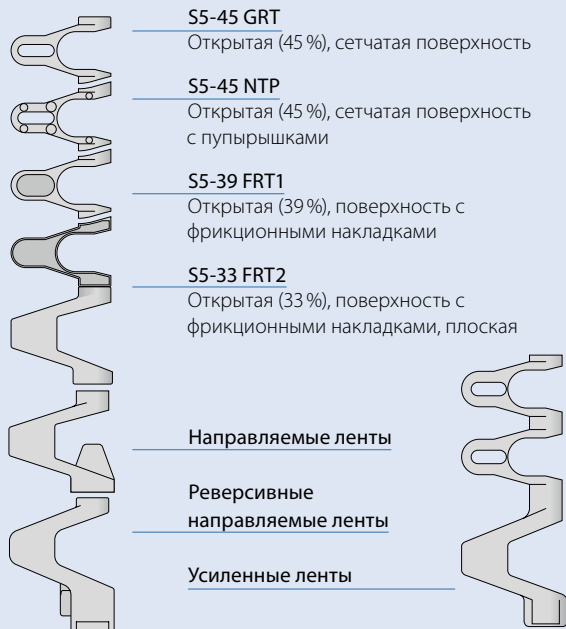 S5-45 GRT
Открытая (45 %), сетчатая поверхность
S5-45 NTP
Открытая (45 %), сетчатая поверхность
с пупырышками
S5-39 FRT1
Открытая (39 %), поверхность с
фрикционными накладками
S5-33 FRT2
Открытая (33 %), поверхность с
фрикционными накладками, плоская
Направляемые ленты
Реверсивные
направляемые ленты
Усиленные ленты